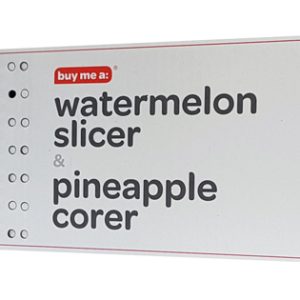 buy me a:®
watermelon
slicer
&
pineapple
corer